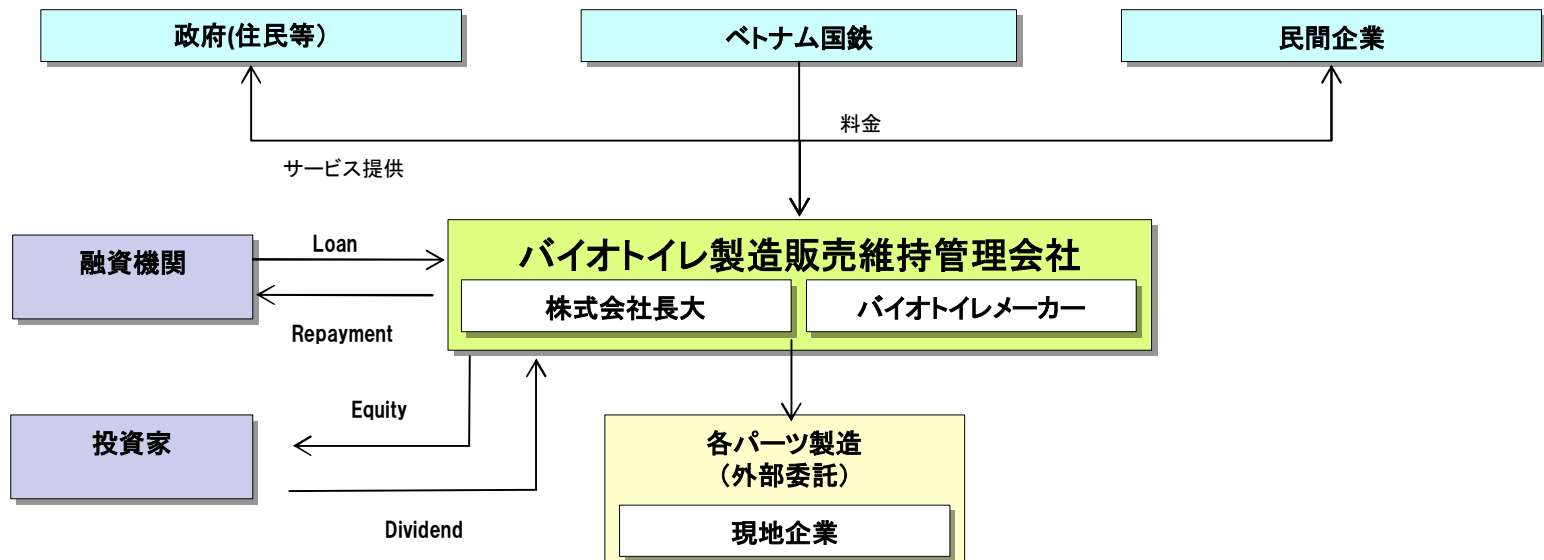 政府(住民等）
ベトナム国鉄
民間企業
料金
サービス提供
融資機関
Loan
Repayment
バイオトイレ製造販売維持管理会社
株式会社長大
バイオトイレメーカー
投資家
Equity
Dividend
各パーツ製造
（外部委託）
現地企業